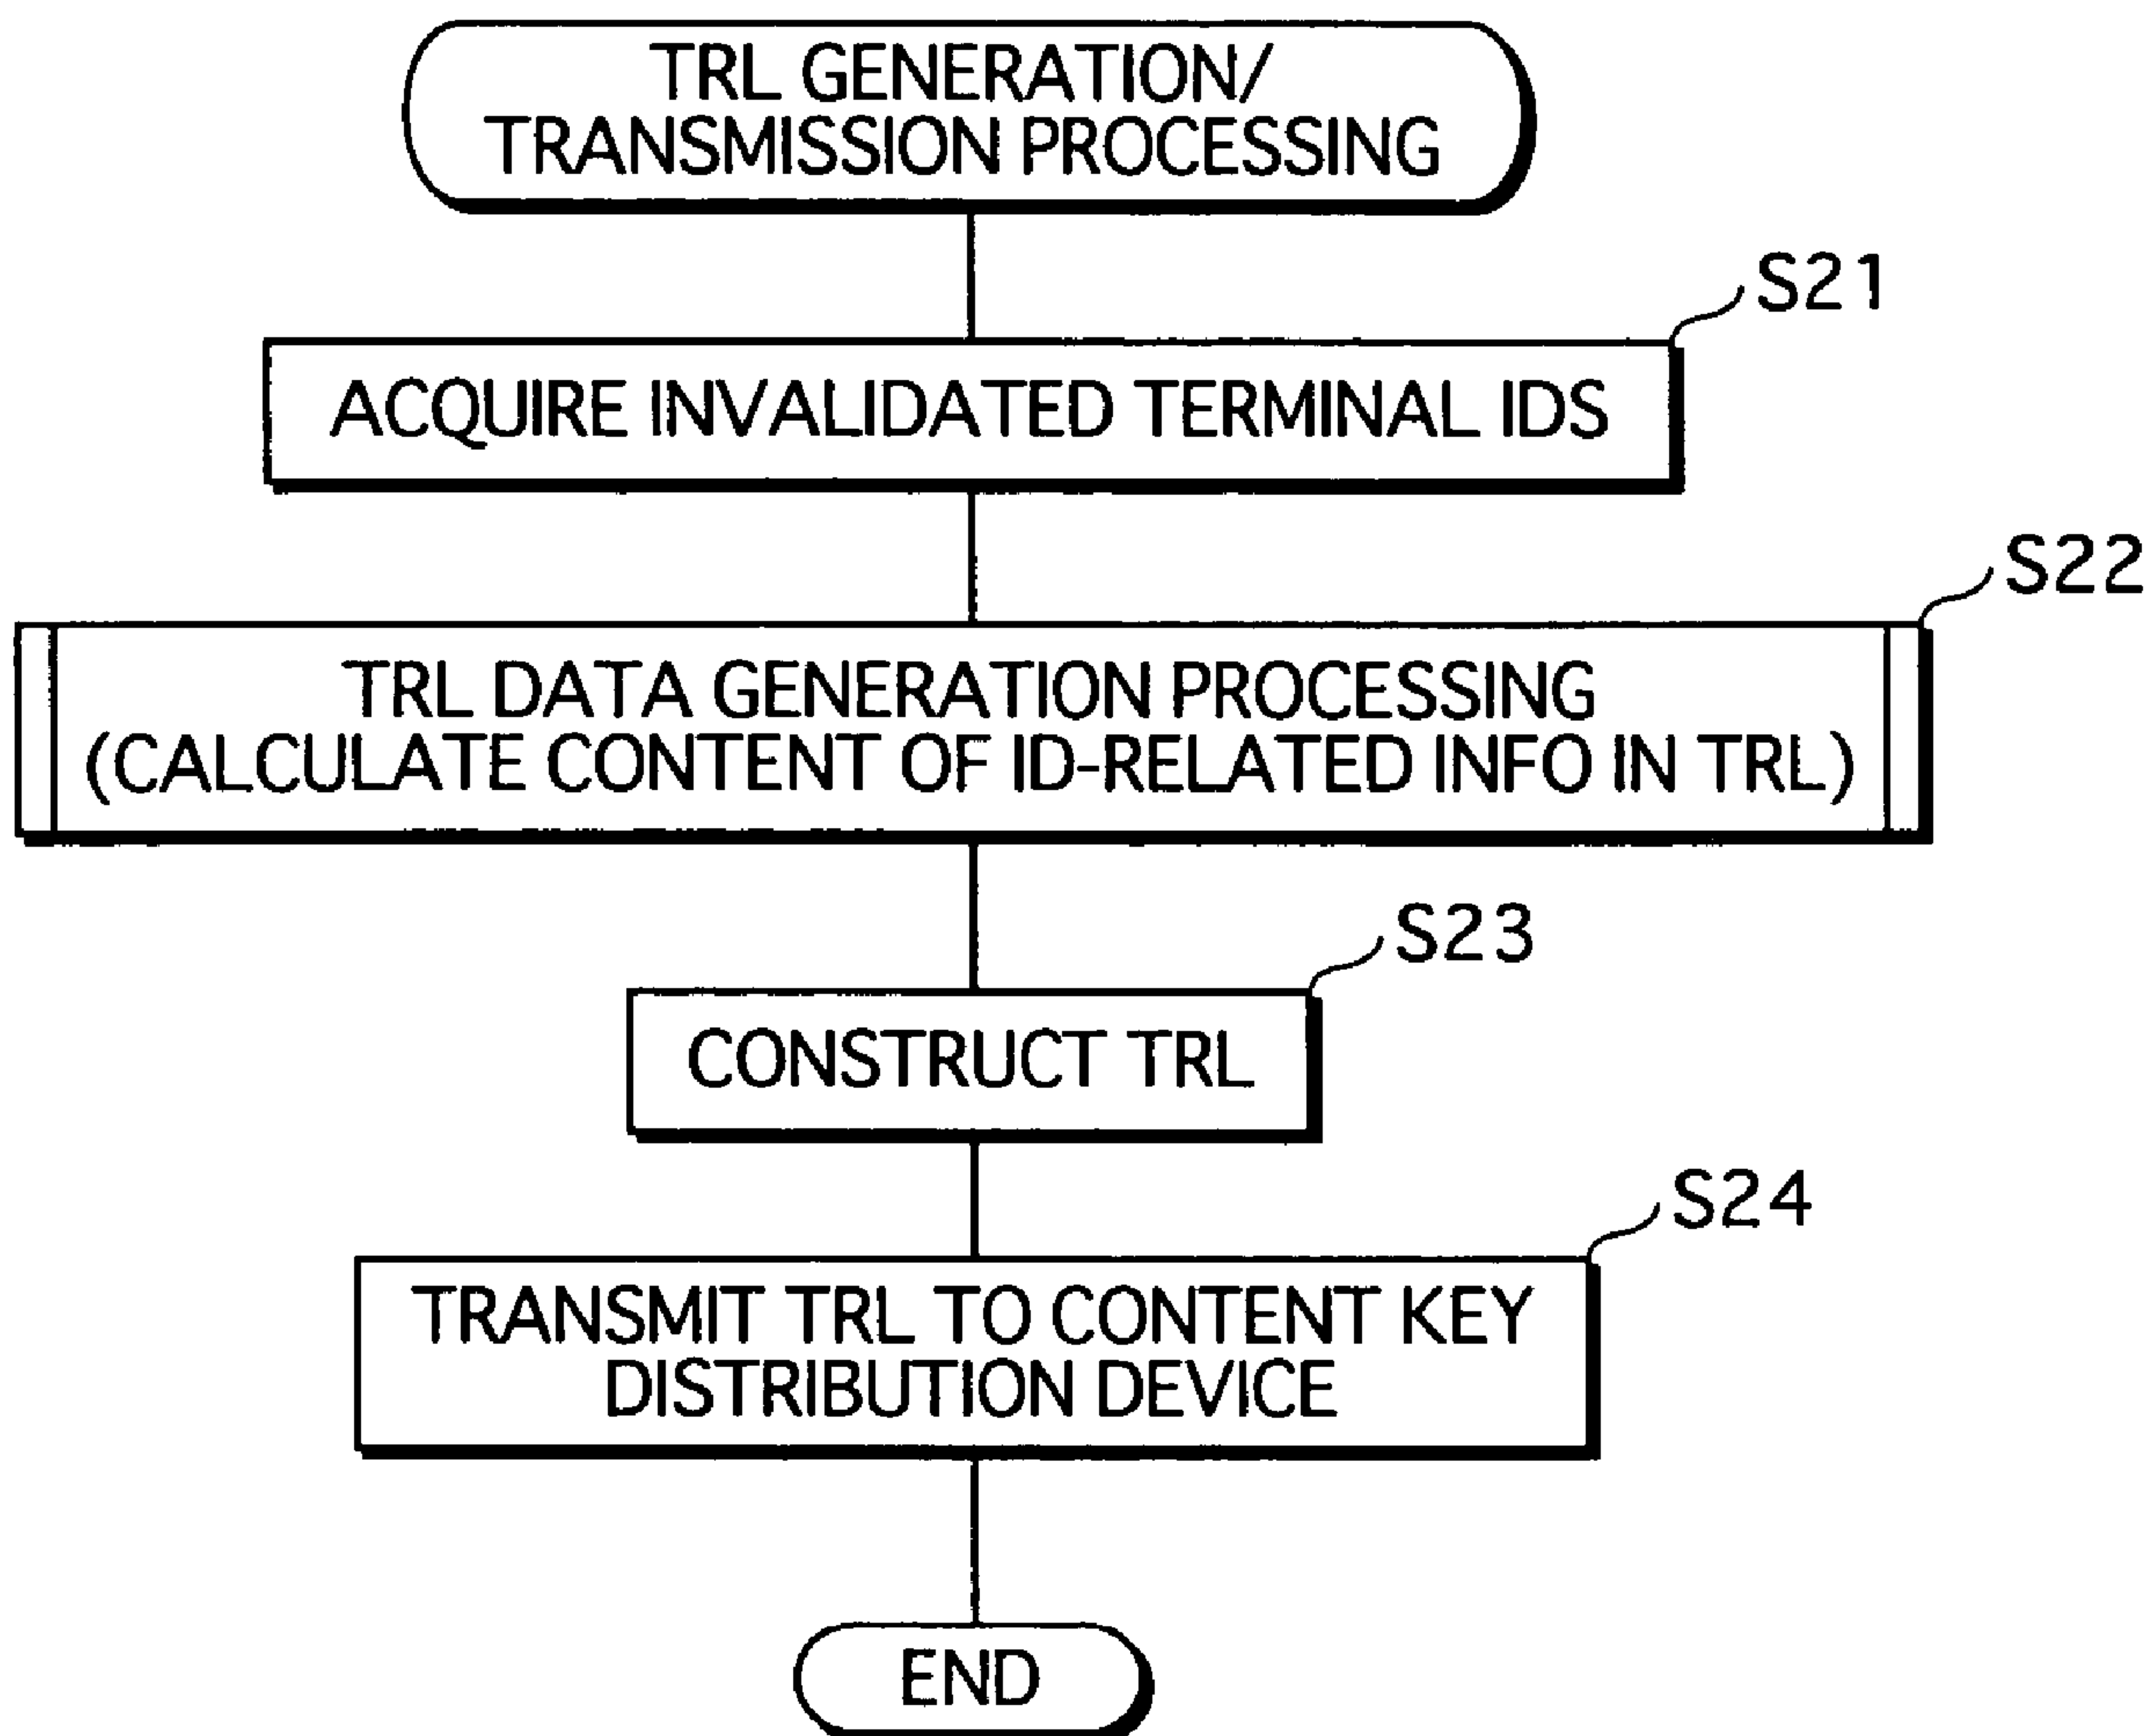 TRL GENERATION/
TRANSMISSION PROCESSING
S21
ACQUIRE INVALIDATED TERMINAL IDS
S22
TRL DATA GENERATION PROCESSING
(CALCULATE CONTENT OF ID-RELATED INFO IN TRL)
S23
CONSTRUCT TRL
S24
TRANSMIT TRL TO CONTENT KEY
DISTRIBUTION DEVICE
END